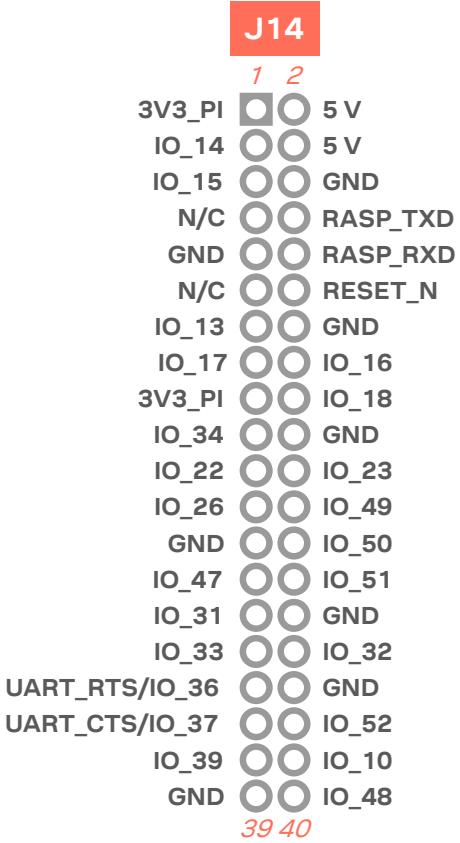 J14
1 2
3V3_PI 5 V
IO_14 5 V
IO_15 GND
N/C RASP_TXD
GND RASP_RXD
N/C RESET_N
IO_13 GND
IO_17 IO_16
3V3_PI IO_18
IO_34 GND
IO_22 IO_23
IO_26 IO_49
GND IO_50
IO_47 IO_51
IO_31 GND
IO_33 IO_32
UART_RTS/IO_36 GND
UART_CTS/IO_37 IO_52
IO_39 IO_10
GND IO_48
39 40